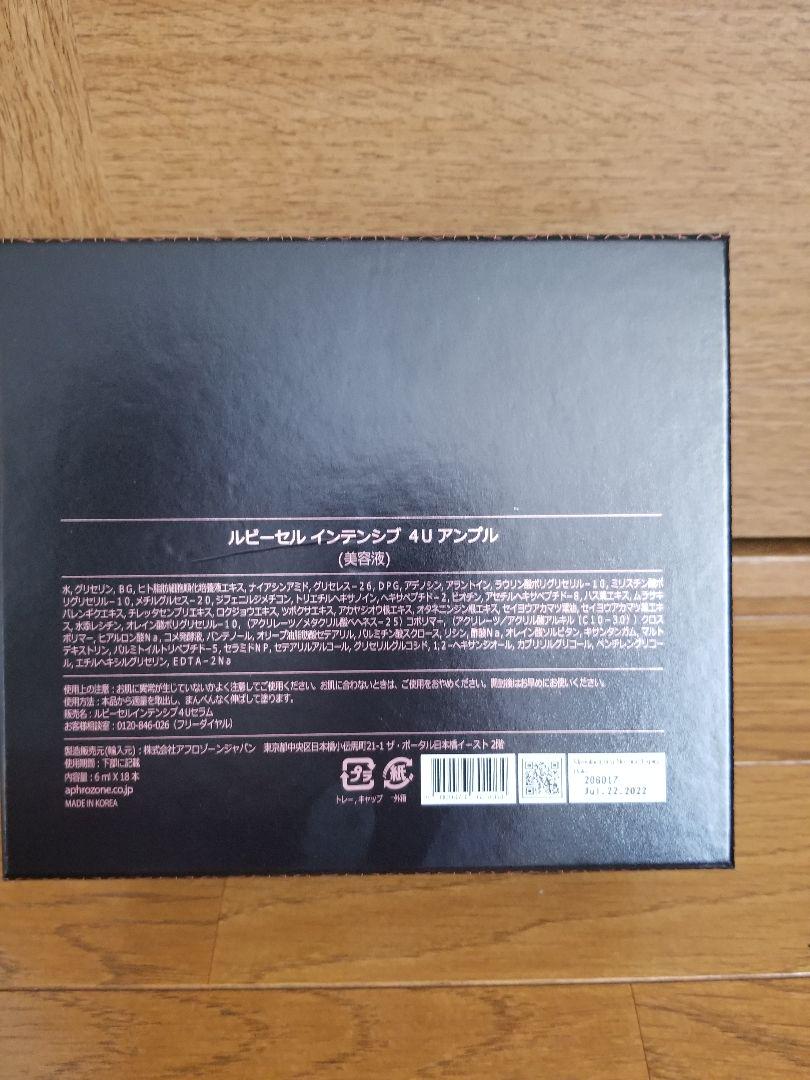 ルビーセル インテンシブ 4U アンプル
(美容液)
水, グリセリン, BG, ヒト脂肪細胞順化培養液エキス, ナイアシンアミド, グリセレス-26, DPG, アデノシン, アラントイン, ラウリン酸ポリグリセリル-10, ミリスチン酸ポ
リグリセリル-10, メチルグルセス-20, ジフェニルジメチコン, トリエチルヘキサノイン, ヘキサペプチド-2, ビオチン, アセチルヘキサペプチド-8, ハス葉エキス, ムラサキ
バレンギクエキス, チレッタセンブリエキス, コクジョウエキス, ツボクサエキス, アカヤジオウ根エキス, オタネニンジン根エキス, セイヨウアカマツ球果, セイヨウアカマツ葉エキ
ス, 水添レシチン, オレイン酸ポリグリセリル-10, (アクリレーツ/メタクリル酸ベヘネス-25) コポリマー, (アクリレーツ/アクリル酸アルキル (C10-30)) クロス
ポリマー, ヒアルロン酸Na, コメ発酵液, パンテノール, オリーブ油脂肪酸セテアリル, パルミチン酸スクロース, リシン, 酢酸Na, オレイン酸ソルビタン, キサンタンガム, マルト
デキストリン, パルミトイルトリペプチド-5, セラミドNP, セテアリルアルコール, グリセリルグルコシド, 1,2-ヘキサンジオール, カプリリルグリコール, ペンチレングリコー
ル, エチルヘキシルグリセリン, EDTA-2Na
使用上の注意 : お肌に異常が生じていないかよく注意してご使用ください。お肌に合わないときは、ご使用をおやめください。開封後はお早めにお使いください。
使用方法 : 本品から適量を取出し、まんべんなく伸ばして塗ります。
販売名 : ルビーセルインテンシブ4Uセラム
お客様相談室 : 0120-846-026 (フリーダイヤル)
製造販売元(輸入元) : 株式会社アフロゾーンジャパン 東京都中央区日本橋小伝馬町21-1 ザ・ポータル日本橋イースト 2階
使用期間 : 下部に記載
内容量 : 6 ml X 18 本
aphrozone.co.jp
MADE IN KOREA
プラ
紙
トレー, キャップ
外箱
206017
Jul.22.2022